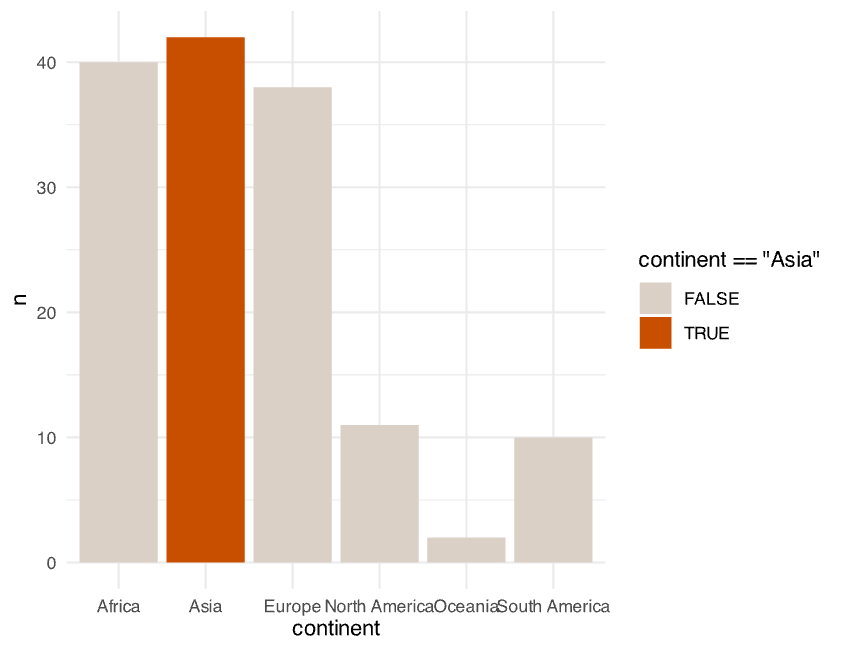 40
30
20
10
0
n
Africa Asia Europe North America Oceania South America
continent
continent == "Asia"
FALSE
TRUE